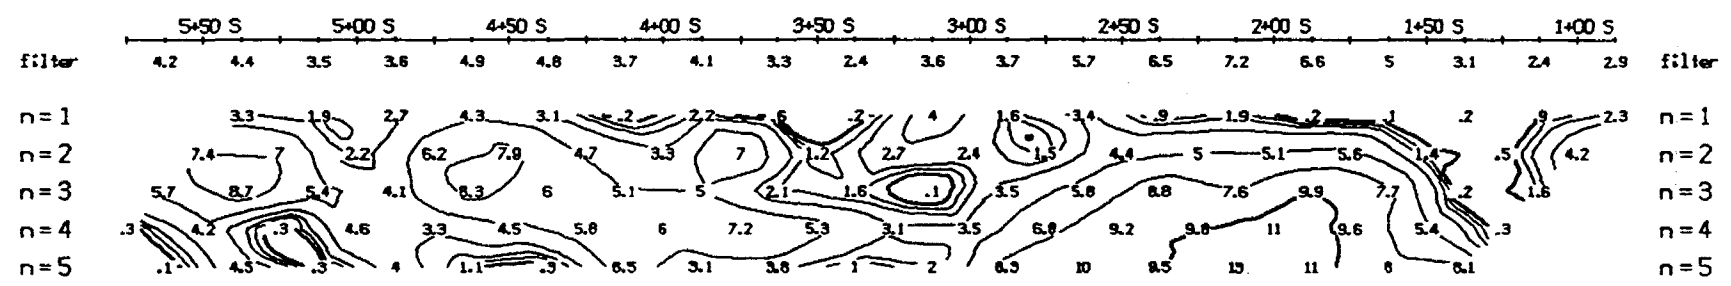 5+50 S 5+00 S 4+50 S 4+00 S 3+50 S 3+00 S 2+50 S 2+00 S 1+50 S 1+00 S
filter 4.2 4.4 3.5 3.6 4.9 4.8 3.7 4.1 3.3 2.4 3.6 3.7 5.7 6.5 7.2 6.6 5 3.1 2.4 2.9 filter
n=1 3.3 1.9 2.7 4.3 3.1 .2 2.2 .6 .2 4 1.6 3.4 .9 1.9 .2 .1 .2 .9 2.3 n=1
n=2 7.4 7 2.2 6.2 7.9 4.7 3.3 7 1.2 2.7 2.4 1.5 4.4 5 5.1 5.6 1.4 .5 4.2 n=2
n=3 5.7 8.7 5.4 4.1 8.3 6 5.1 5 2.1 1.6 .1 3.5 5.8 8.8 7.6 9.9 7.7 .2 1.6 n=3
n=4 .3 4.2 .3 4.6 3.3 4.5 5.8 6 7.2 5.3 3.1 3.5 6.8 9.2 9.8 11 9.6 5.4 .3 n=4
n=5 .1 4.5 .3 4 1.1 .9 6.5 3.1 3.8 1 2 6.9 10 9.5 13 11 8 8.1 n=5